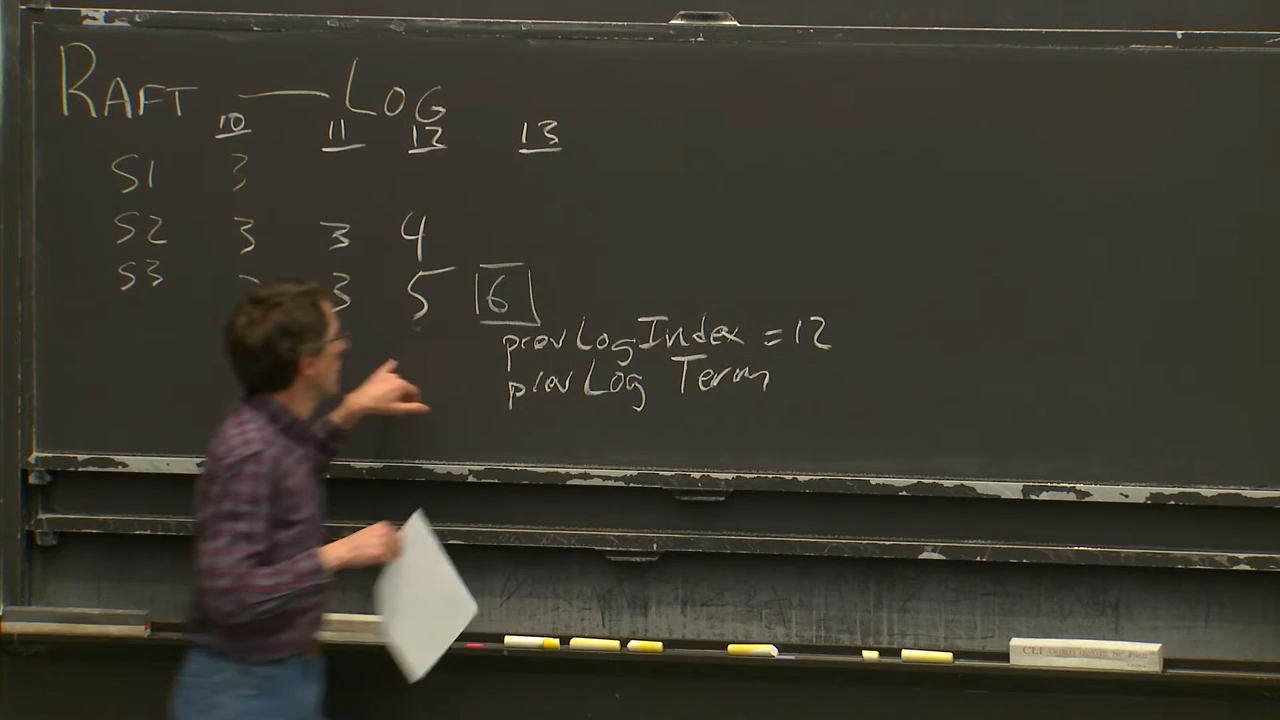 RAFT — LOG
10 11 12 13
S1 3
S2 3 3 4
S3 3 5 6
prevLogIndex = 12
prevLog Term